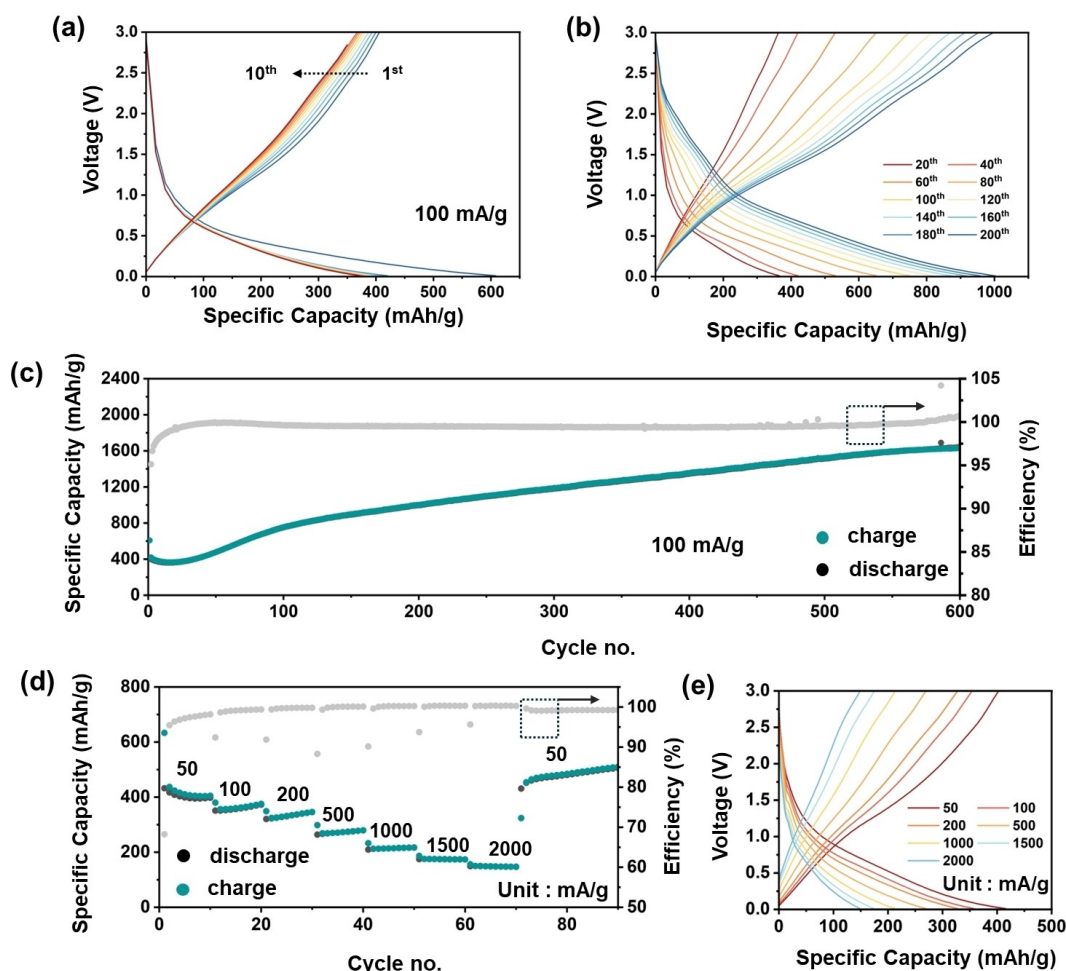 (a)
3.0
2.5
2.0
1.5
1.0
0.5
0.0
Voltage (V)
10th
1st
100 mA/g
0 100 200 300 400 500 600
Specific Capacity (mAh/g)
(b)
3.0
2.5
2.0
1.5
1.0
0.5
0.0
Voltage (V)
20th 40th
60th 80th
100th 120th
140th 160th
180th 200th
0 200 400 600 800 1000
Specific Capacity (mAh/g)
(c)
2400
2000
1600
1200
800
400
0
Specific Capacity (mAh/g)
105
100
95
90
85
80
Efficiency (%)
100 mA/g
charge
discharge
0 100 200 300 400 500 600
Cycle no.
(d)
800
600
400
200
0
Specific Capacity (mAh/g)
100
90
80
70
60
50
Efficiency (%)
50
100
200
500
1000
1500
2000
50
discharge
charge
Unit : mA/g
0 20 40 60 80
Cycle no.
(e)
3.0
2.5
2.0
1.5
1.0
0.5
0.0
Voltage (V)
50 100
200 500
1000 1500
2000
Unit : mA/g
0 100 200 300 400 500
Specific Capacity (mAh/g)